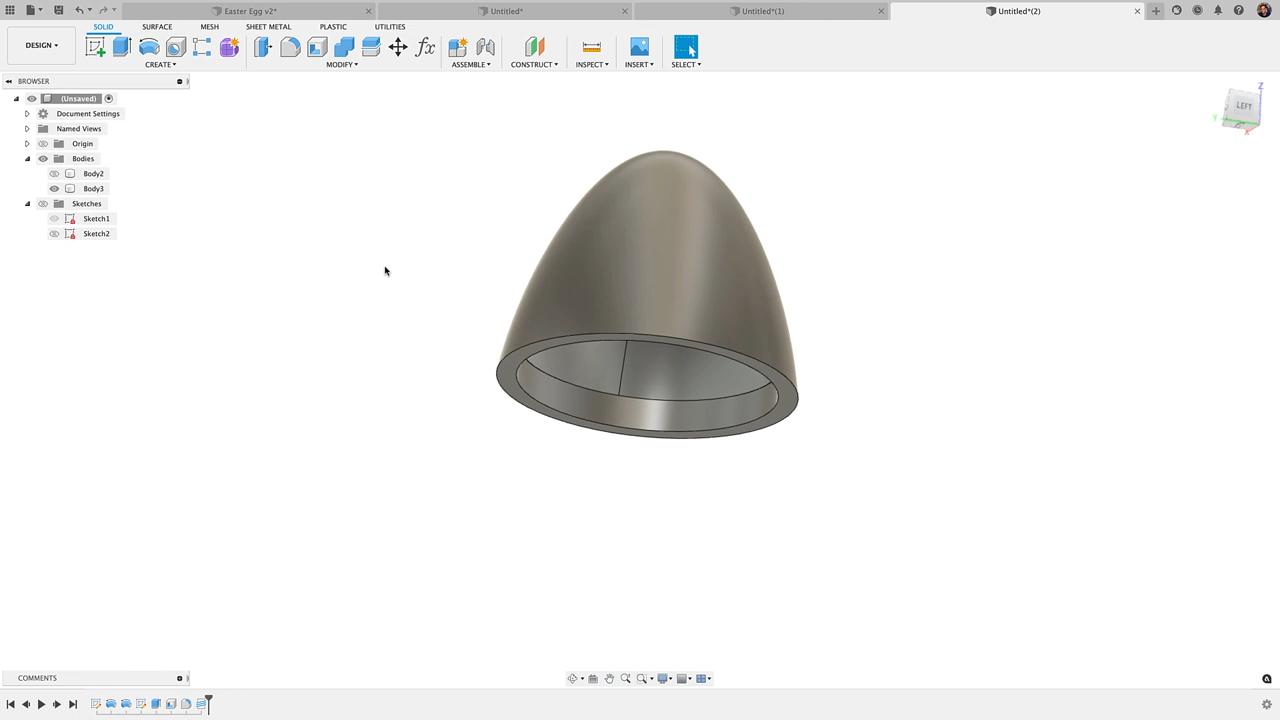 Easter Egg v2*
Untitled*
Untitled*(1)
Untitled*(2)
SOLID
SURFACE
MESH
SHEET METAL
PLASTIC
UTILITIES
DESIGN
CREATE
MODIFY
fx
ASSEMBLE
CONSTRUCT
INSPECT
INSERT
SELECT
BROWSER
(Unsaved)
Document Settings
Named Views
Origin
Bodies
Body2
Body3
Sketches
Sketch1
Sketch2
Z
LEFT
Y
X
COMMENTS